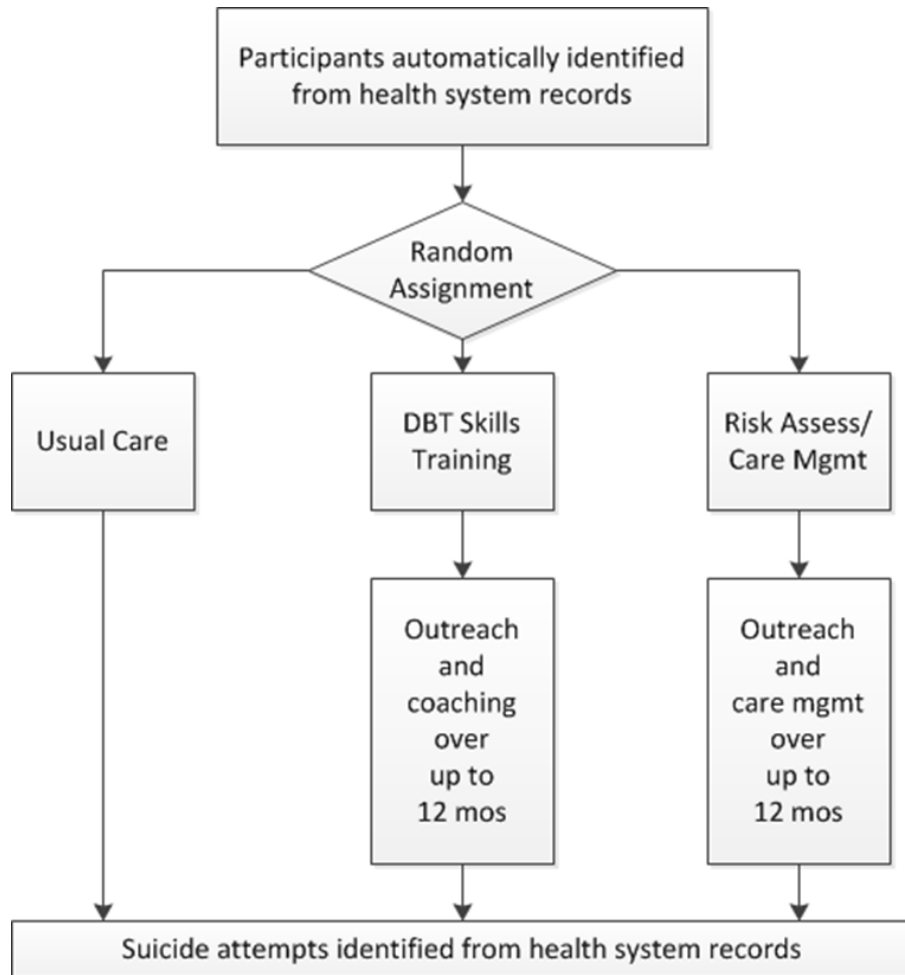 Participants automatically identified
from health system records
Random
Assignment
Usual Care
DBT Skills
Training
Risk Assess/
Care Mgmt
Outreach
and
coaching
over
up to
12 mos
Outreach
and
care mgmt
over
up to
12 mos
Suicide attempts identified from health system records